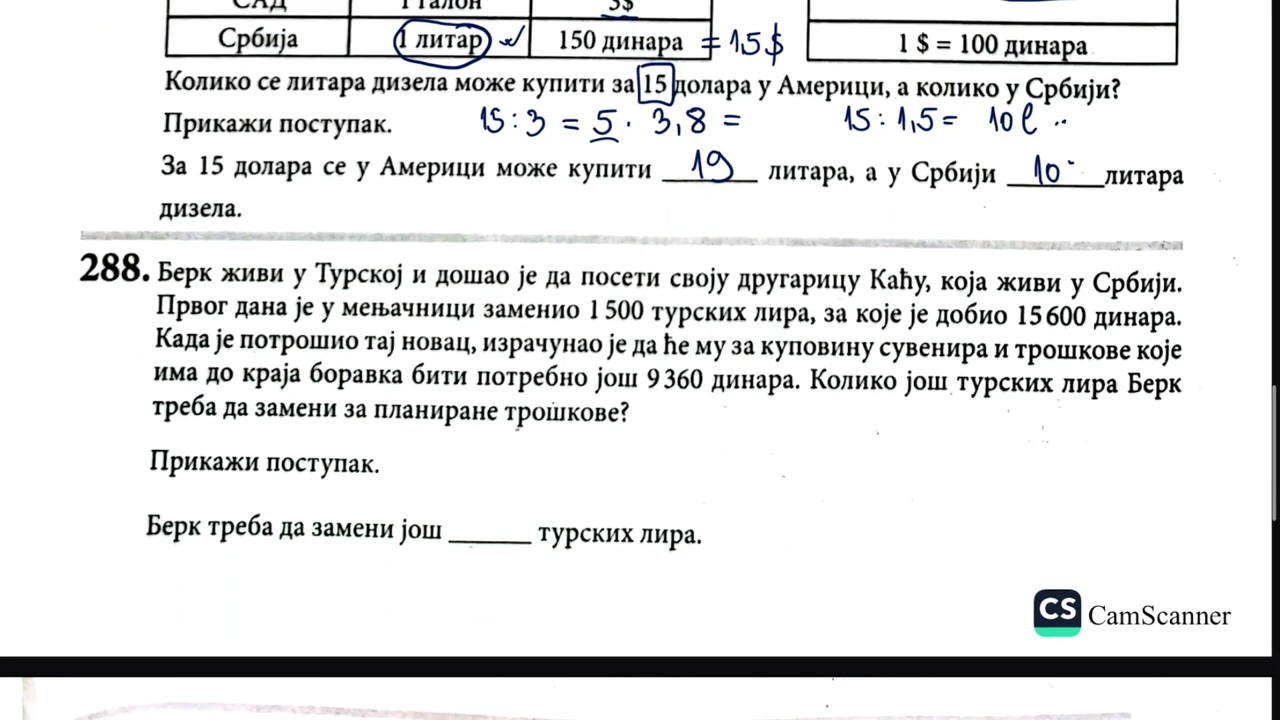 САД 1 галон 3$
Србија 1 литар 150 динара = 1,5 $ 1 $ = 100 динара
Колико се литара дизела може купити за 15 долара у Америци, а колико у Србији?
Прикажи поступак. 15 : 3 = 5 · 3,8 = 15 : 1,5 = 10 l
За 15 долара се у Америци може купити 19 литара, а у Србији 10 литара
дизела.
288. Берк живи у Турској и дошао је да посети своју другарицу Каћу, која живи у Србији.
Првог дана је у мењачници заменио 1 500 турских лира, за које је добио 15 600 динара.
Када је потрошио тај новац, израчунао је да ће му за куповину сувенира и трошкове које
има до краја боравка бити потребно још 9 360 динара. Колико још турских лира Берк
треба да замени за планиране трошкове?
Прикажи поступак.
Берк треба да замени још ______ турских лира.
CS CamScanner